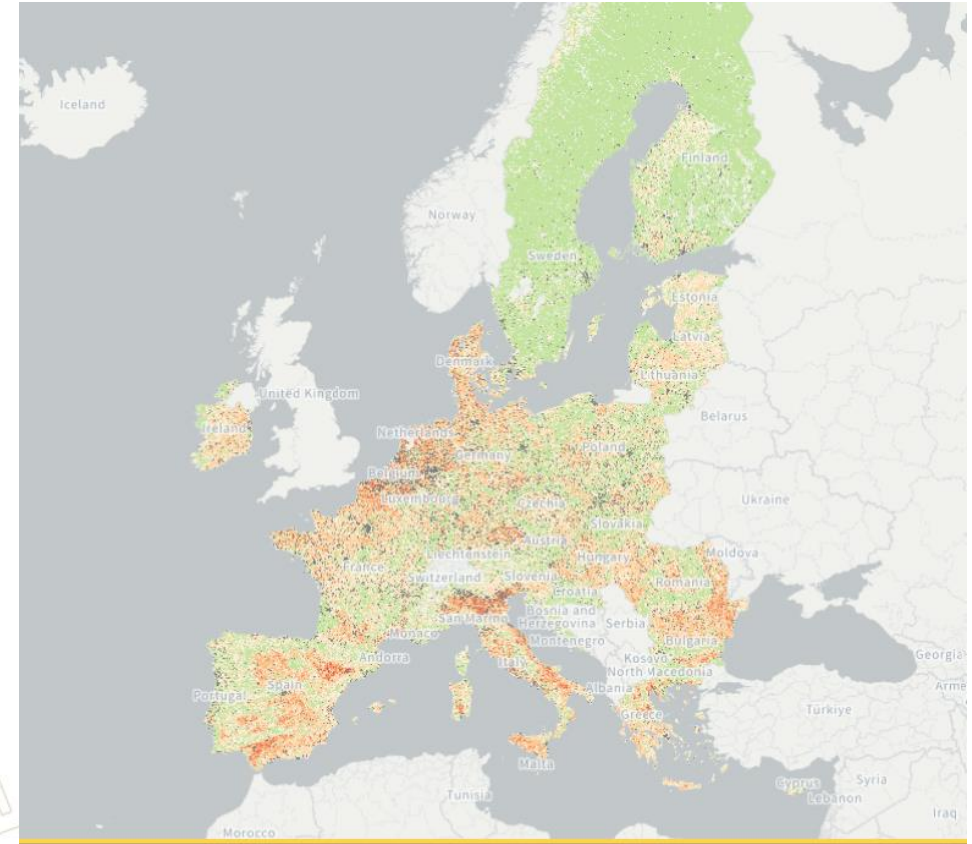 Iceland
Finland
Norway
Sweden
Estonia
Latvia
Denmark
Lithuania
United Kingdom
Ireland
Belarus
Netherlands
Germany
Poland
Belgium
Ukraine
Luxembourg
Czechia
Slovakia
Austria
Liechtenstein
Hungary
Moldova
France
Switzerland
Slovenia
Romania
Croatia
San Marino
Bosnia and
Herzegovina
Serbia
Monaco
Montenegro
Bulgaria
Georgia
Andorra
Italy
Kosovo
North Macedonia
Arme
Portugal
Spain
Albania
Türkiye
Greece
Malta
Cyprus
Syria
Lebanon
Tunisia
Iraq
Morocco